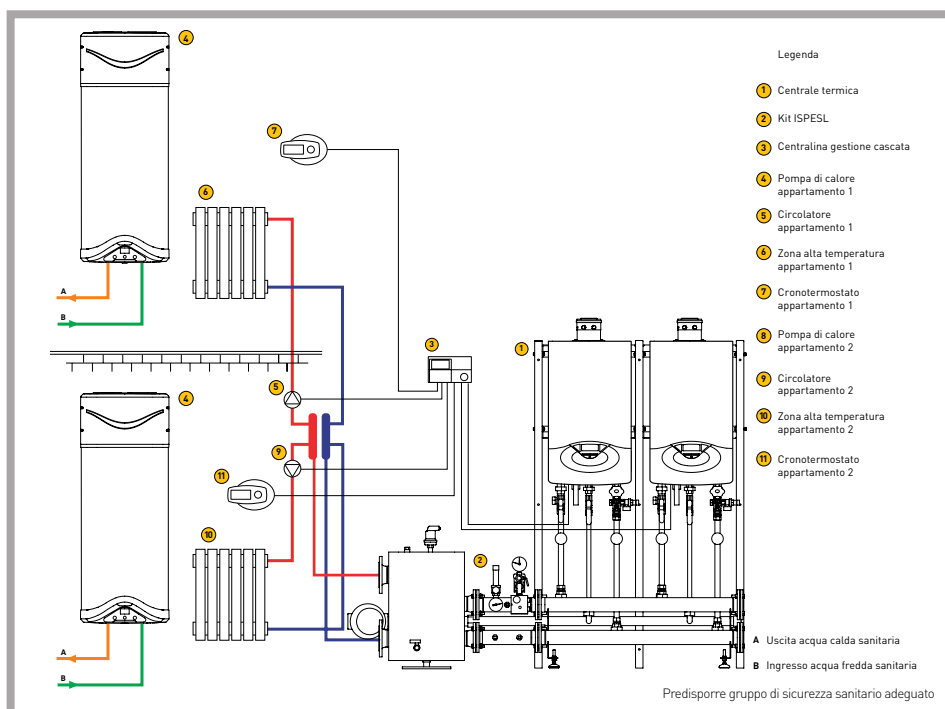 4
7
6
A
B
3
1
5
4
9
11
10
2
A
B
Legenda
1 Centrale termica
2 Kit ISPESL
3 Centralina gestione cascata
4 Pompa di calore
appartamento 1
5 Circolatore
appartamento 1
6 Zona alta temperatura
appartamento 1
7 Cronotermostato
appartamento 1
8 Pompa di calore
appartamento 2
9 Circolatore
appartamento 2
10 Zona alta temperatura
appartamento 2
11 Cronotermostato
appartamento 2
A Uscita acqua calda sanitaria
B Ingresso acqua fredda sanitaria
Predisporre gruppo di sicurezza sanitario adeguato